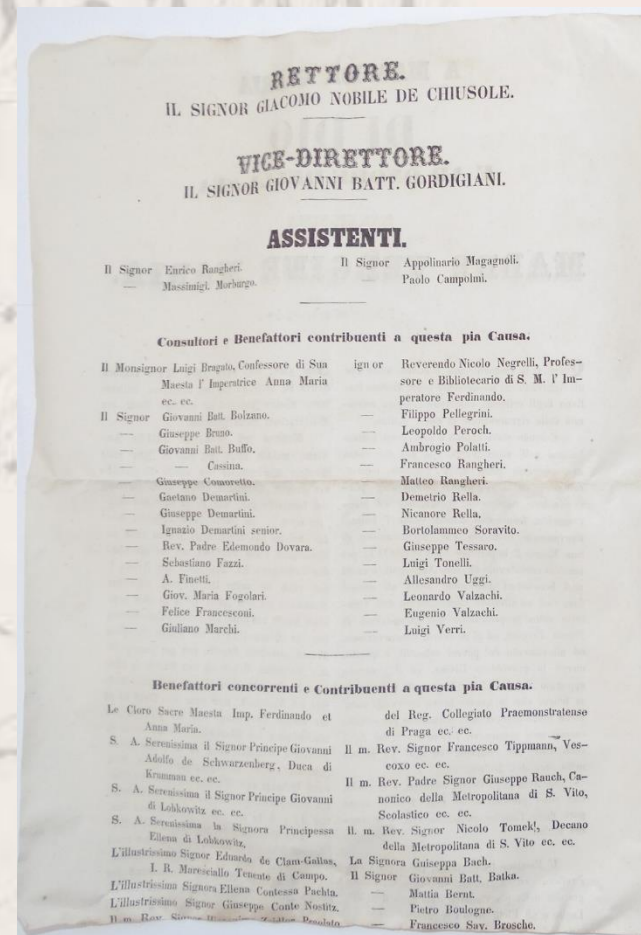 RETTORE.
IL SIGNOR GIACOMO NOBILE DE CHIUSOLE.
VICE-DIRETTORE.
IL SIGNOR GIOVANNI BATT. GORDIGIANI.
ASSISTENTI.
Il Signor Enrico Rangheri.
— Massimigl. Morburgo.
Il Signor Appolinario Magagnoli.
Paolo Campolmi.
Consultori e Benefattori contribuenti a questa pia Causa.
Il Monsignor Luigi Bragato, Confessore di Sua
Maesta l' Imperatrice Anna Maria
ec. ec.
Il Signor Giovanni Batt. Bolzano.
— Giuseppe Bruno.
— Giovanni Batt. Buffo.
— — Cassina.
— Giuseppe Comoretto.
— Gaetano Demartini.
— Giuseppe Demartini.
— Ignazio Demartini senior.
— Rev. Padre Edemondo Dovara.
— Sebastiano Fazzi.
— A. Finetti.
— Giov. Maria Fogolari.
— Felice Francesconi.
— Giuliano Marchi.
ign or Reverendo Nicolo Negrelli, Profes-
sore e Bibliotecario di S. M. l' Im-
peratore Ferdinando.
— Filippo Pellegrini.
— Leopoldo Peroch.
— Ambrogio Polatti.
— Francesco Rangheri.
— Matteo Rangheri.
— Demetrio Rella.
— Nicanore Rella,
— Bortolammeo Soravito.
— Giuseppe Tessaro.
— Luigi Tonelli.
— Allesandro Uggi.
— Leonardo Valzachi.
— Eugenio Valzachi.
— Luigi Verri.
Benefattori concorrenti e Contribuenti a questa pia Causa.
Le Cloro Sacre Maesta Imp. Ferdinando et
Anna Maria.
S. A. Serenissima il Signor Principe Giovanni
Adolfo de Schwarzenberg, Duca di
Krummau ec. ec.
S. A. Serenissima il Signor Principe Giovanni
di Lobkowitz ec. ec.
S. A. Serenissima la Signora Principessa
Ellena di Lobkowitz,
L'illustrissimo Signor Eduardo de Clam-Gallas,
I. R. Maresciallo Tenente di Campo.
L'illustrissima Signora Ellena Contessa Pachta.
L'illustrissimo Signor Giuseppe Conte Nostitz.
Il m. Rev. Signor
del Reg. Collegiato Praemonstratense
di Praga ec. ec.
Il m. Rev. Signor Francesco Tippmann, Ves-
coxo ec. ec.
Il m. Rev. Padre Signor Giuseppe Rauch, Ca-
nonico della Metropolitana di S. Vito,
Scolastico ec. ec.
Il. m. Rev. Signor Nicolo Tomek!, Decano
della Metropolitana di S. Vito ec. ec.
La Signora Guiseppa Bach.
Il Signor Giovanni Batt. Batka.
— Mattia Bernt.
— Pietro Boulogne.
— Francesco Sav. Brosche.